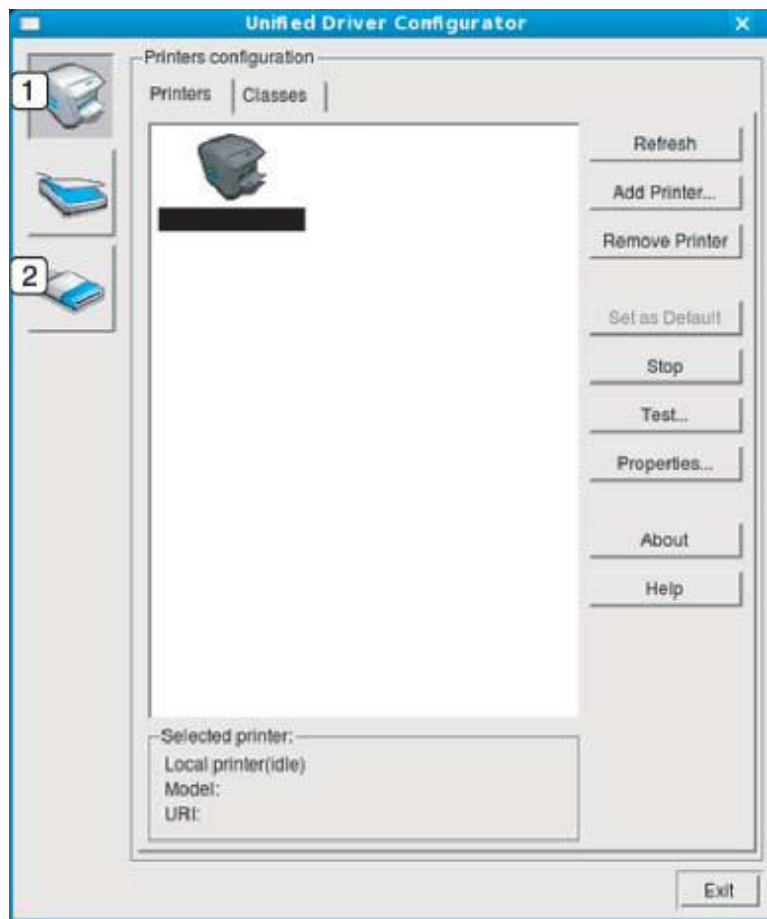 Unified Driver Configurator
Printers configuration
1
Printers
Classes
Refresh
Add Printer...
Remove Printer
2
Set as Default
Stop
Test...
Properties...
About
Help
Selected printer:
Local printer(idle)
Model:
URI:
Exit